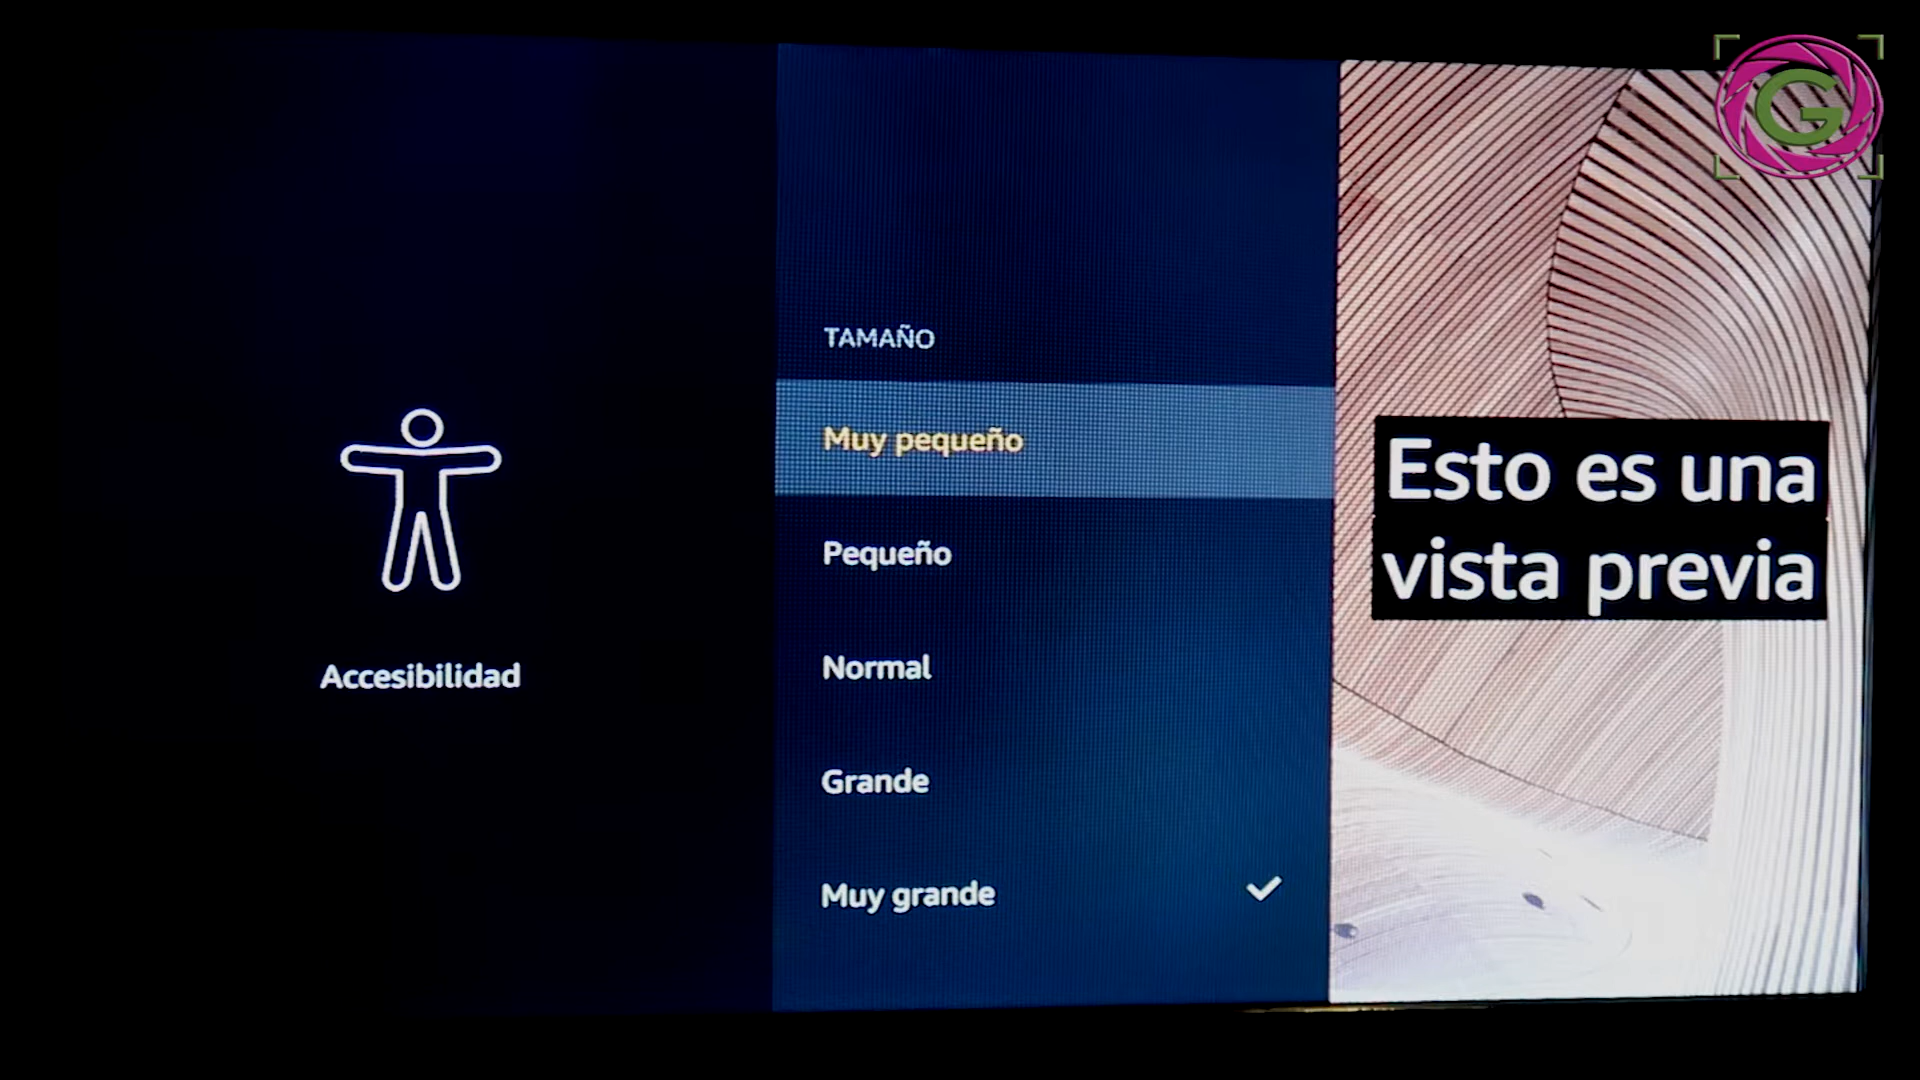 Accesibilidad
TAMAÑO
Muy pequeño
Pequeño
Normal
Grande
Muy grande
Esto es una
vista previa
G